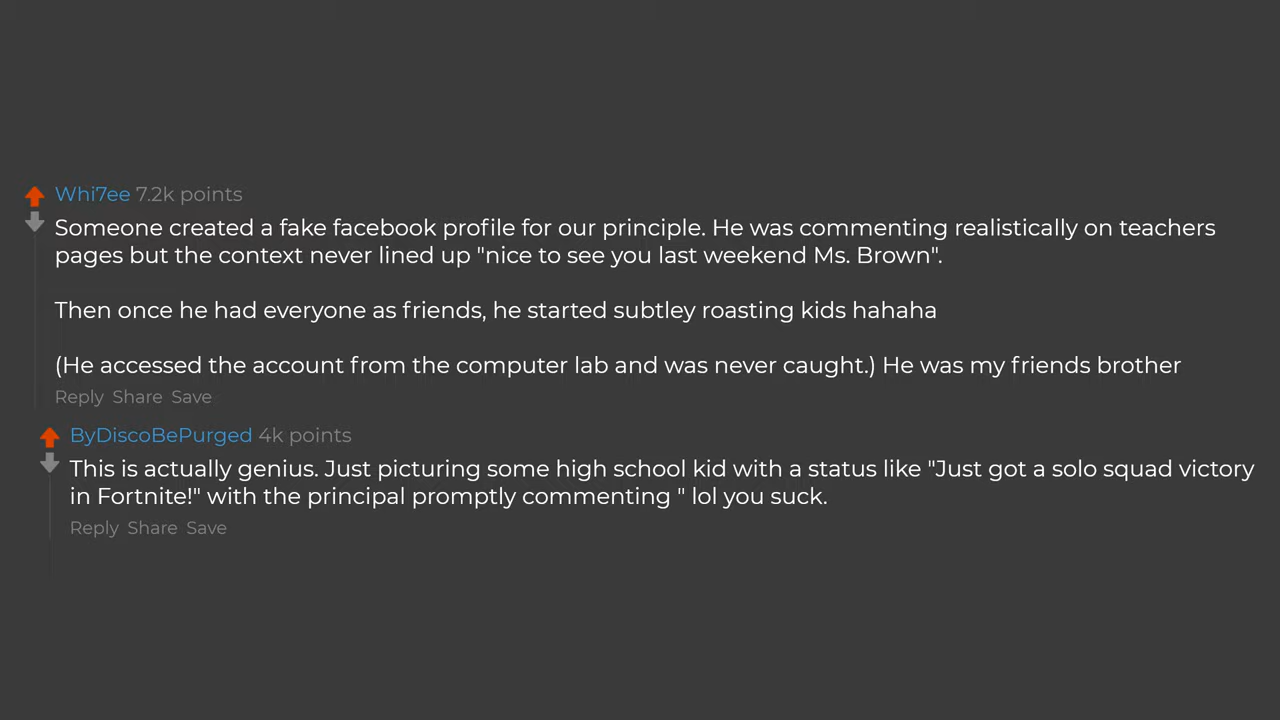 Whi7ee 7.2k points
Someone created a fake facebook profile for our principle. He was commenting realistically on teachers
pages but the context never lined up "nice to see you last weekend Ms. Brown".
Then once he had everyone as friends, he started subtley roasting kids hahaha
(He accessed the account from the computer lab and was never caught.) He was my friends brother
Reply Share Save
ByDiscoBePurged 4k points
This is actually genius. Just picturing some high school kid with a status like "Just got a solo squad victory
in Fortnite!" with the principal promptly commenting " lol you suck.
Reply Share Save